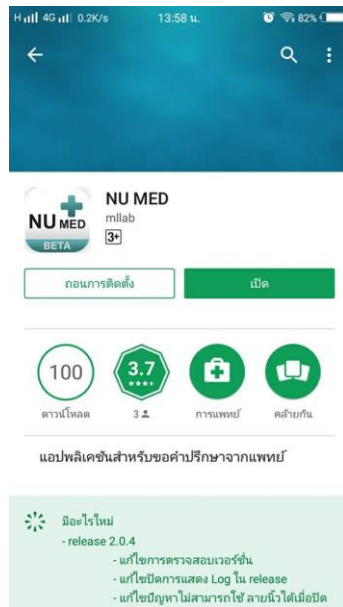 H 4G 0.2K/s 13:58 น. 82%
NU MED
NU MED
mllab
BETA
3+
ถอนการติดตั้ง เปิด
100 3.7
ดาวน์โหลด 3 การแพทย์ คล้ายกัน
แอปพลิเคชันสำหรับขอคำปรึกษาจากแพทย์
มีอะไรใหม่
- release 2.0.4
- แก้ไขการตรวจสอบเวอร์ชั่น
- แก้ไขปิดการแสดง Log ใน release
- แก้ไขปัญหาไม่สามารถใช้ ลายนิ้วได้เมื่อปิด